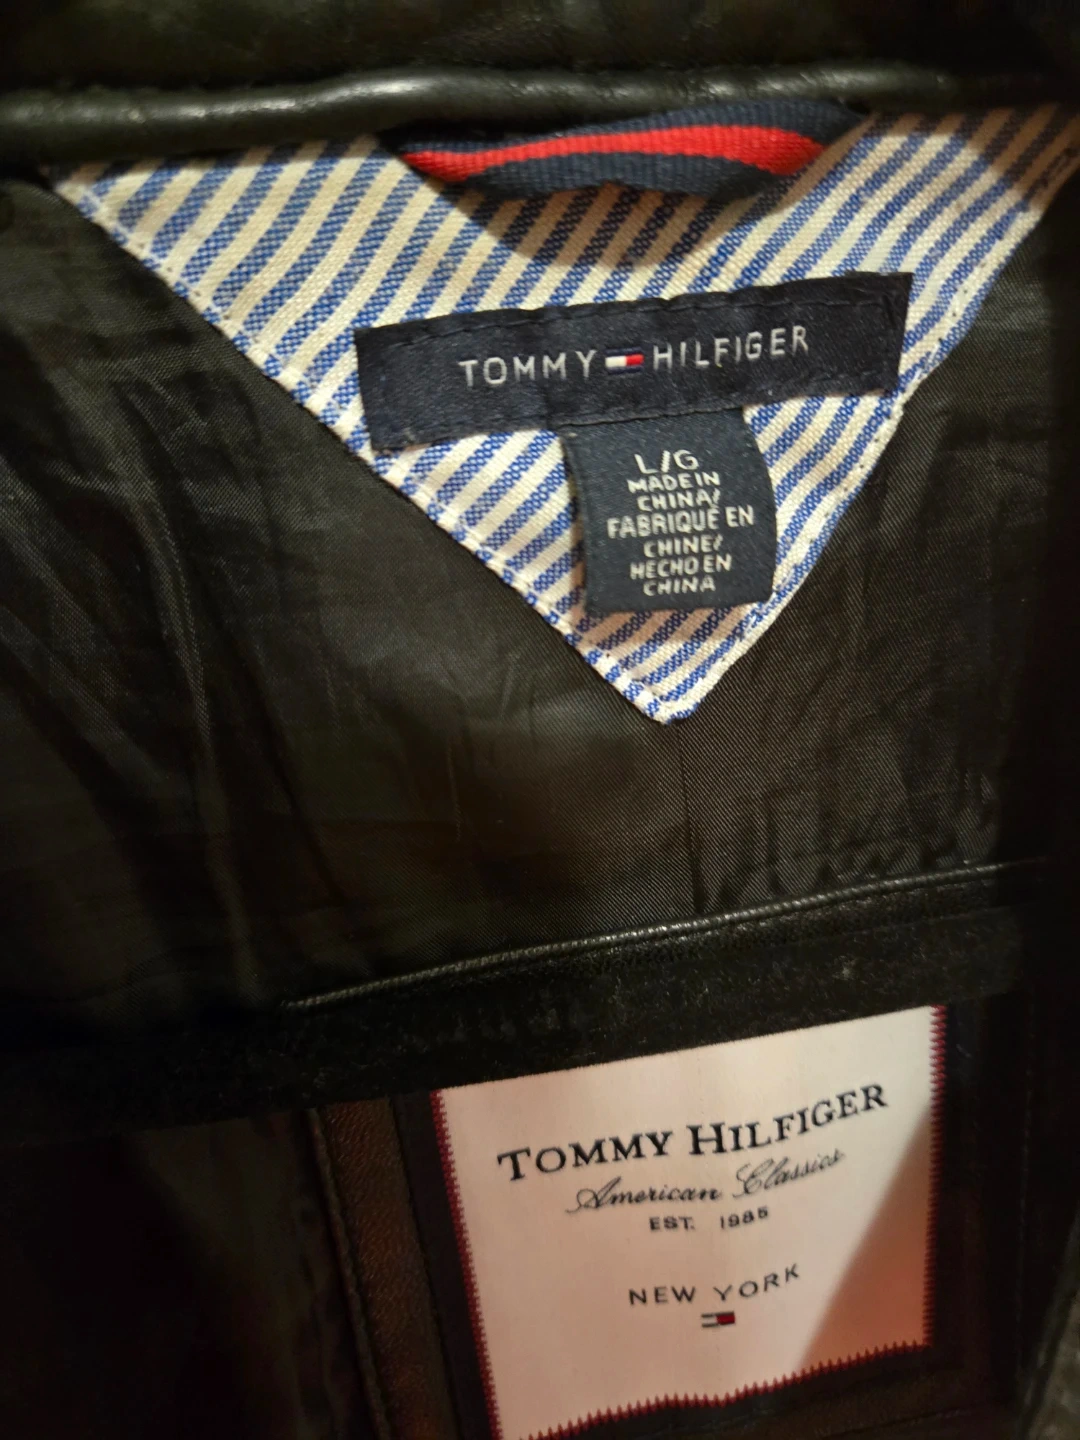 TOMMY HILFIGER
L/G
MADE IN
CHINA/
FABRIQUÉ EN
CHINE/
HECHO EN
CHINA
TOMMY HILFIGER
American Classics
EST. 1985
NEW YORK